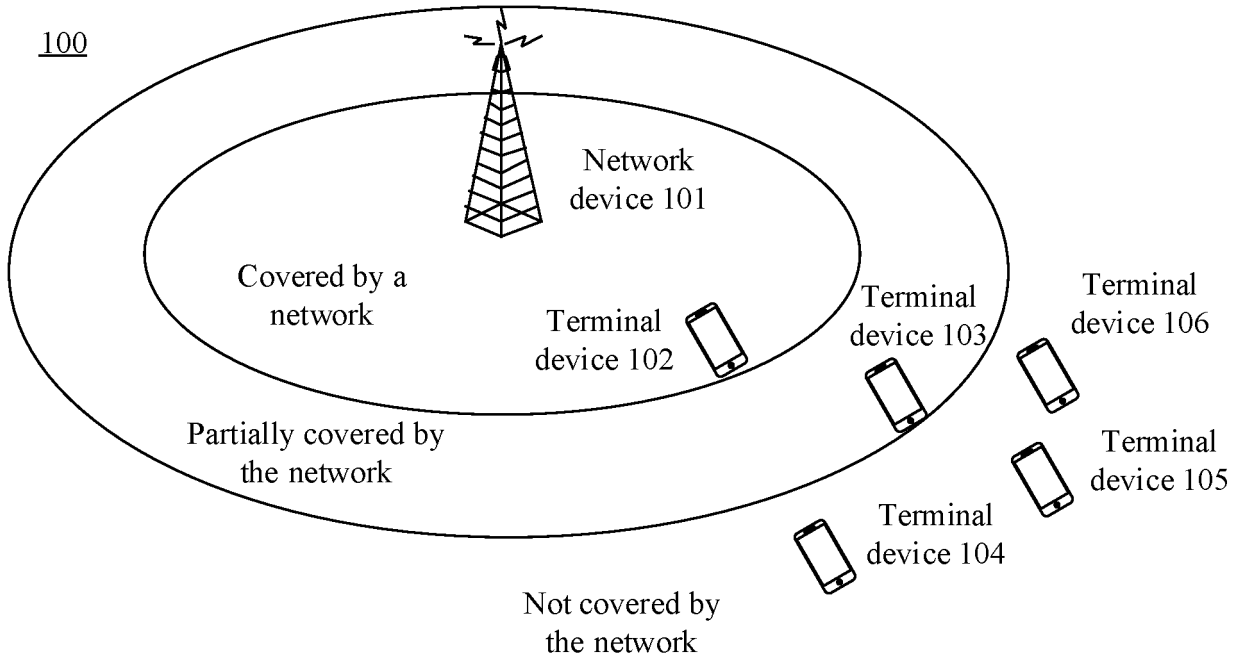 100
Network
device 101
Covered by a
network
Terminal
device 102
Terminal
device 103
Terminal
device 106
Partially covered by
the network
Terminal
device 105
Terminal
device 104
Not covered by
the network